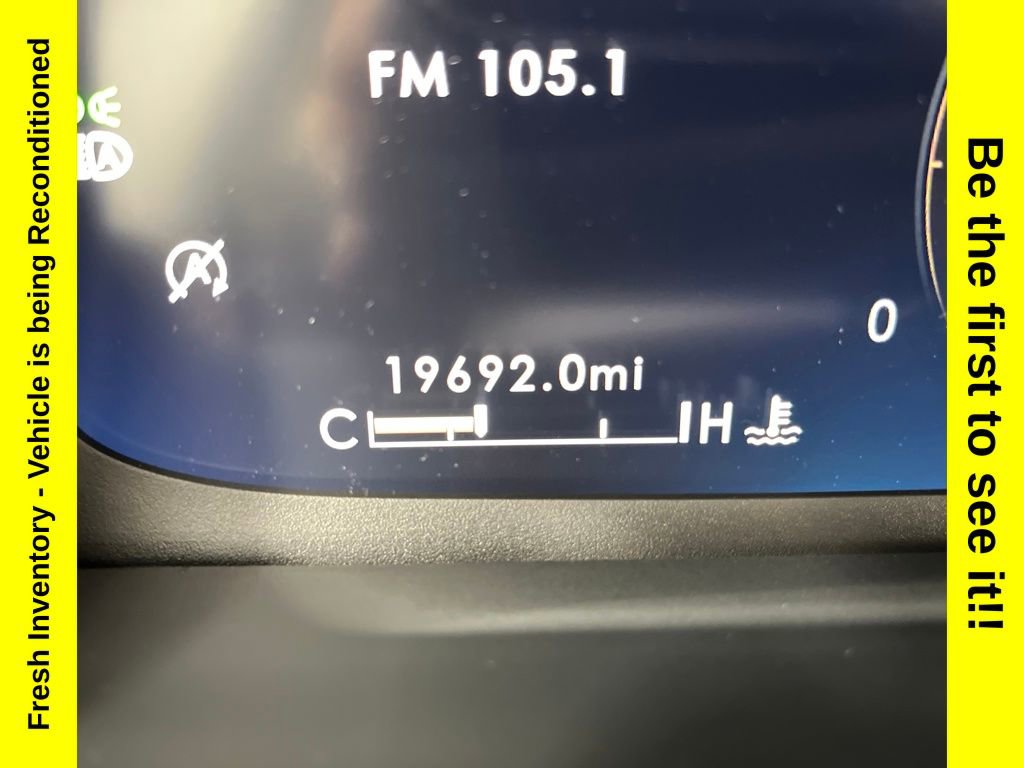 Fresh Inventory - Vehicle is being Reconditioned
FM 105.1
A
A
0
19692.0mi
C H
Be the first to see it!!